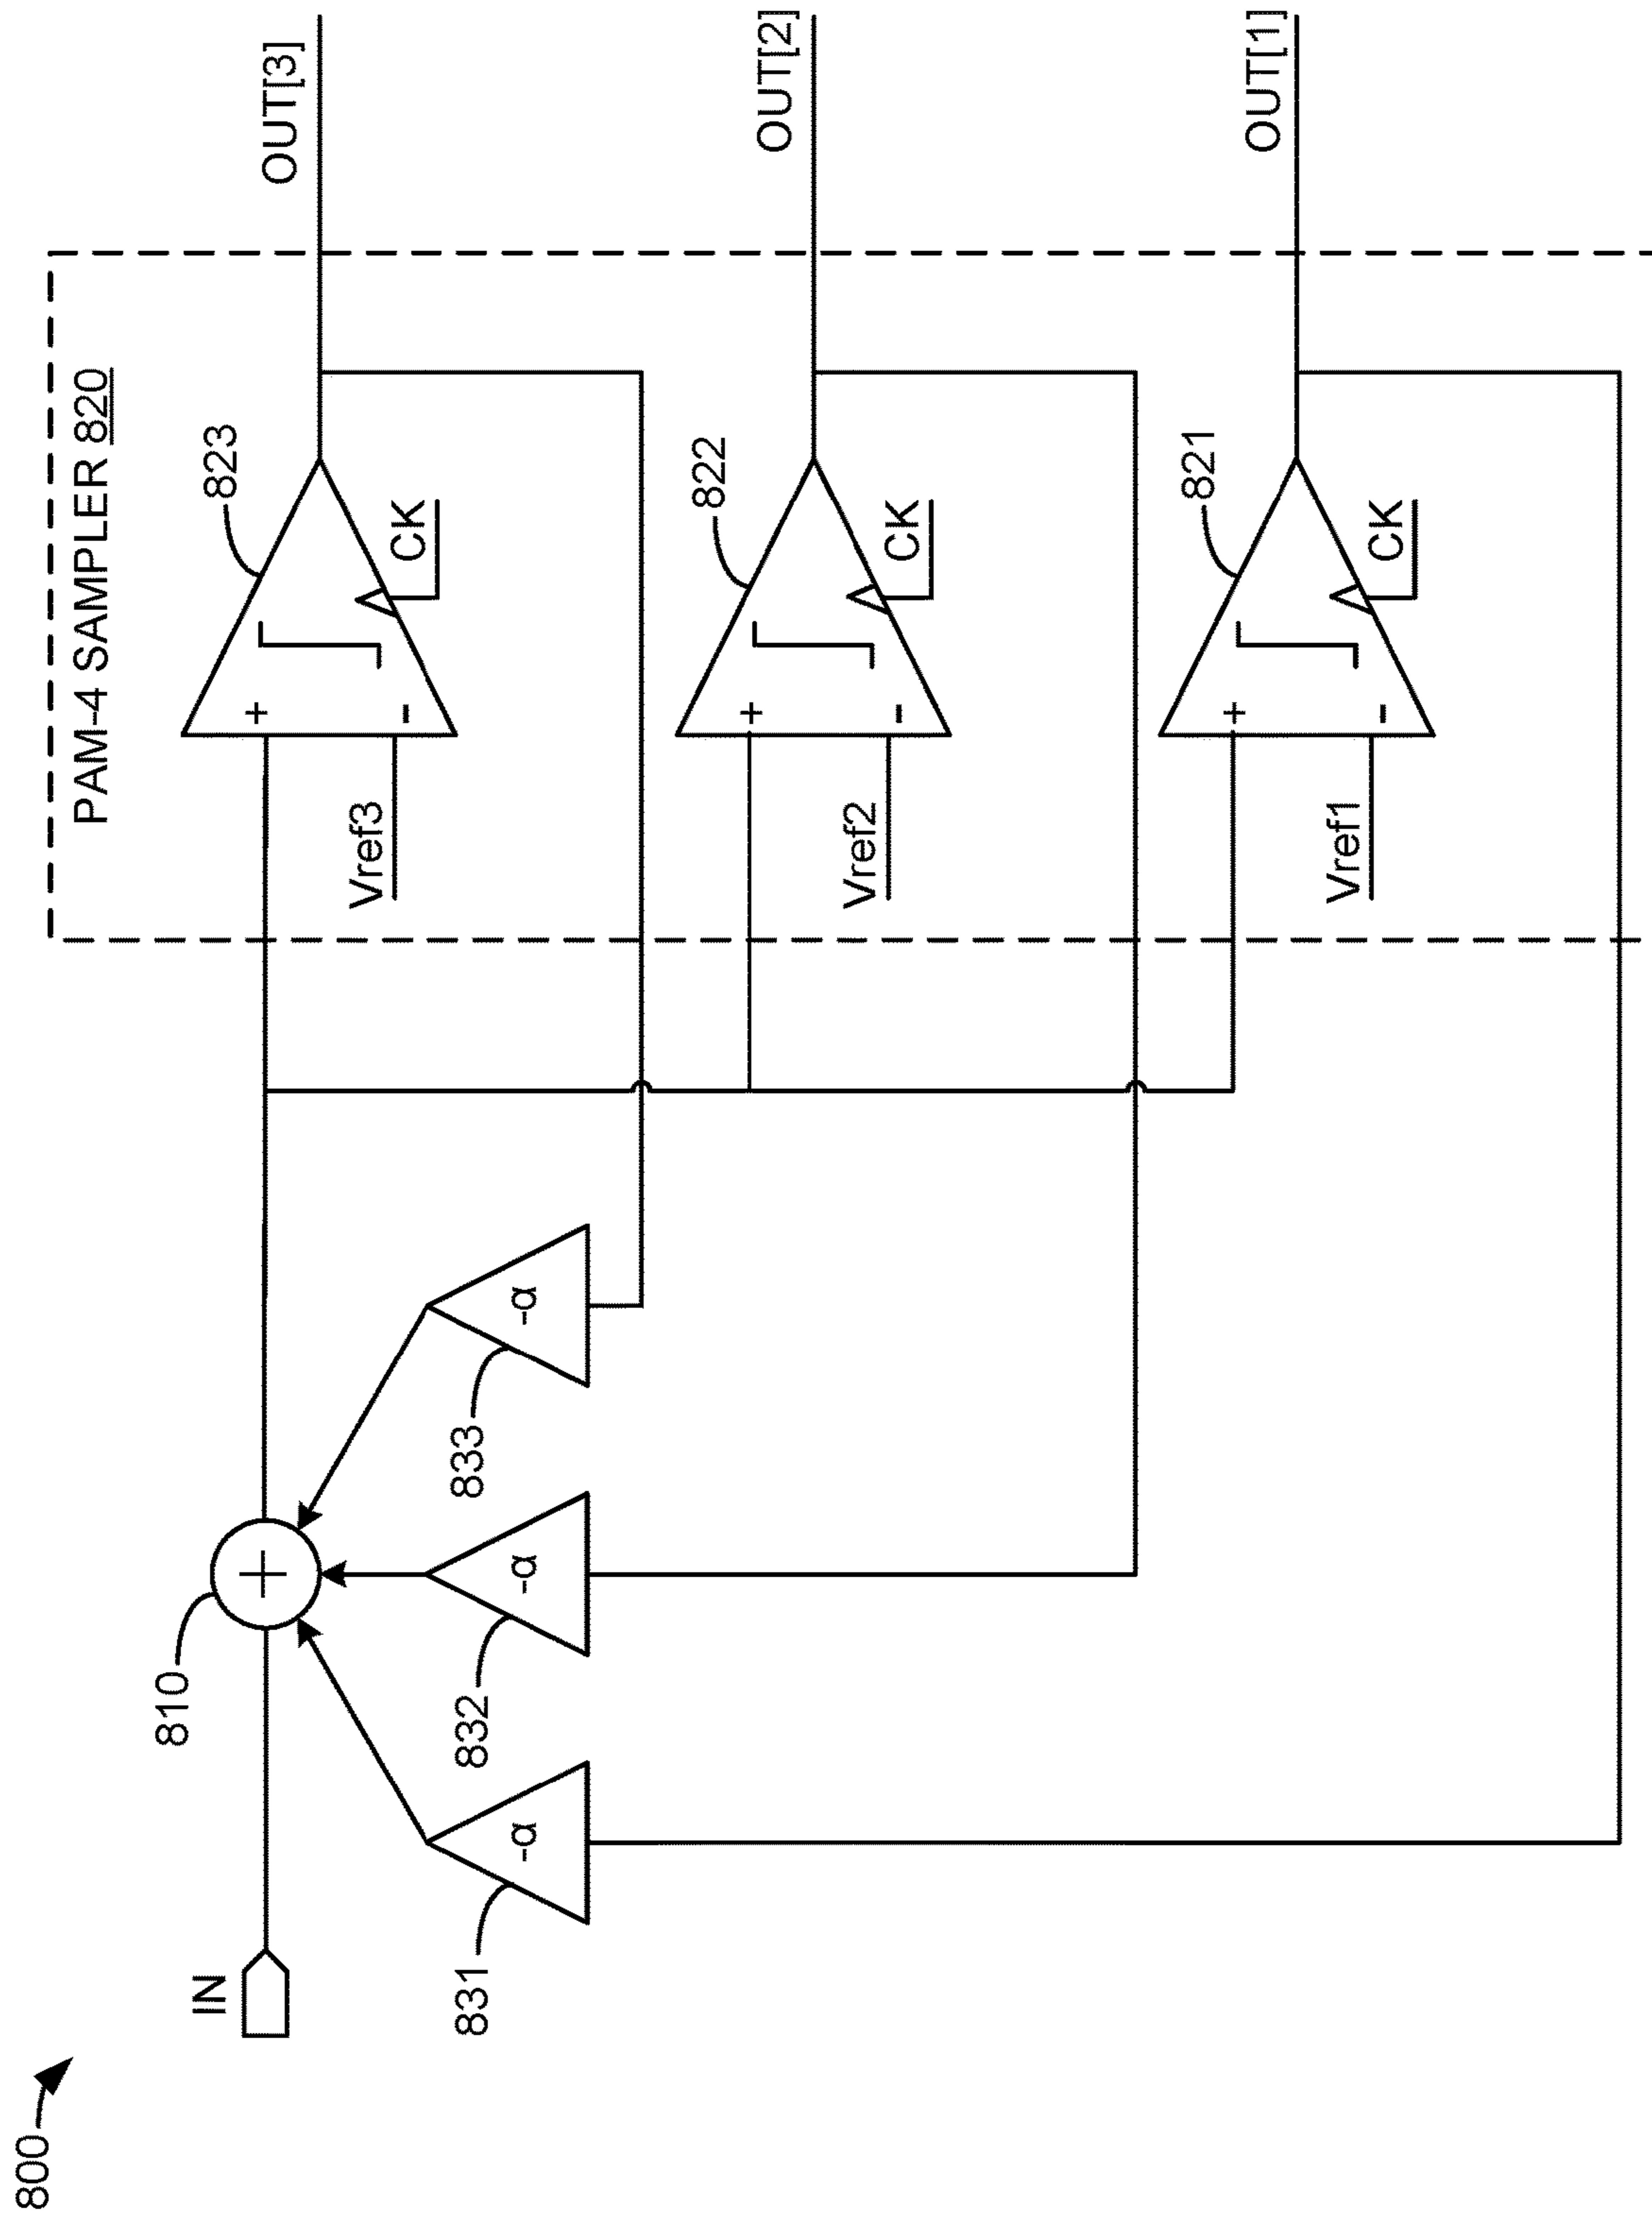 800
IN
810
831
-α
832
-α
833
-α
PAM-4 SAMPLER 820
823
+
-
Vref3
CK
OUT[3]
822
+
-
Vref2
CK
OUT[2]
821
+
-
Vref1
CK
OUT[1]